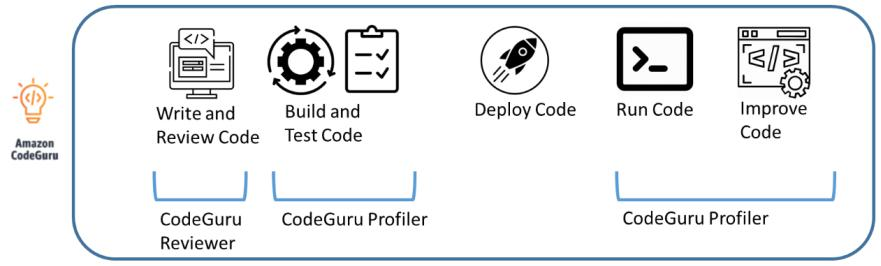 Amazon
CodeGuru
</>
Write and
Review Code
Build and
Test Code
Deploy Code
>_
Run Code
</>
Improve
Code
CodeGuru
Reviewer
CodeGuru Profiler
CodeGuru Profiler